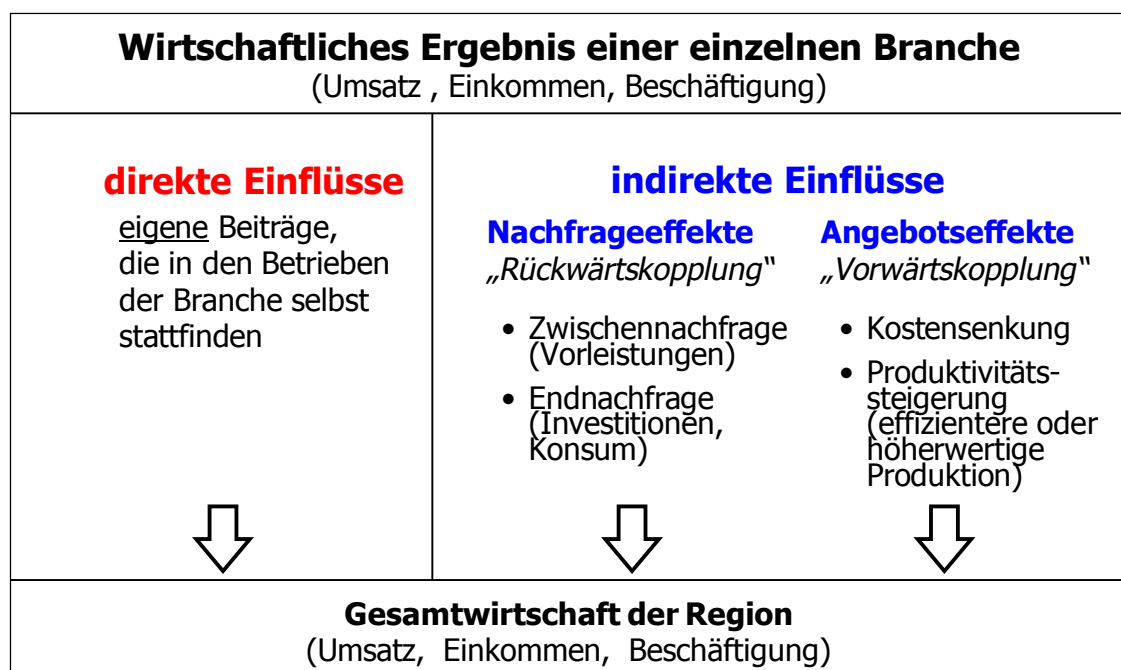 Wirtschaftliches Ergebnis einer einzelnen Branche
(Umsatz , Einkommen, Beschäftigung)
direkte Einflüsse
eigene Beiträge,
die in den Betrieben
der Branche selbst
stattfinden
indirekte Einflüsse
Nachfrageeffekte
„Rückwärtskopplung“
• Zwischennachfrage
(Vorleistungen)
• Endnachfrage
(Investitionen,
Konsum)
Angebotseffekte
„Vorwärtskopplung“
• Kostensenkung
• Produktivitäts-
steigerung
(effizientere oder
höherwertige
Produktion)
Gesamtwirtschaft der Region
(Umsatz, Einkommen, Beschäftigung)